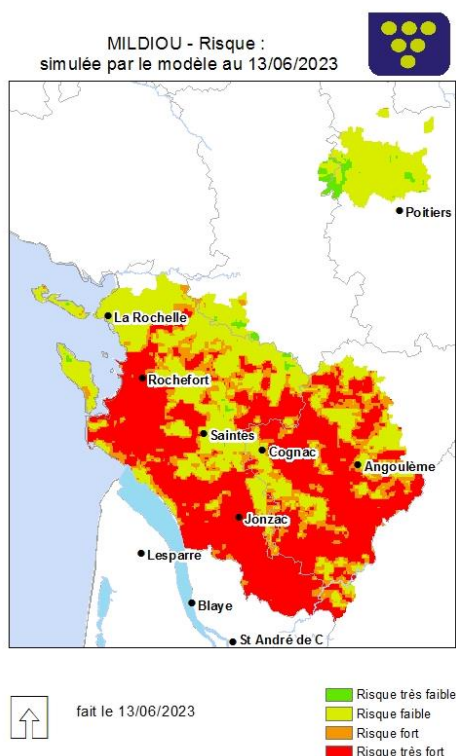 MILDIOU - Risque :
simulée par le modèle au 13/06/2023
Poitiers
La Rochelle
Rochefort
Saintes
Cognac
Angoulême
Jonzac
Lesparre
Blaye
St André de C
fait le 13/06/2023
Risque très faible
Risque faible
Risque fort
Risque très fort